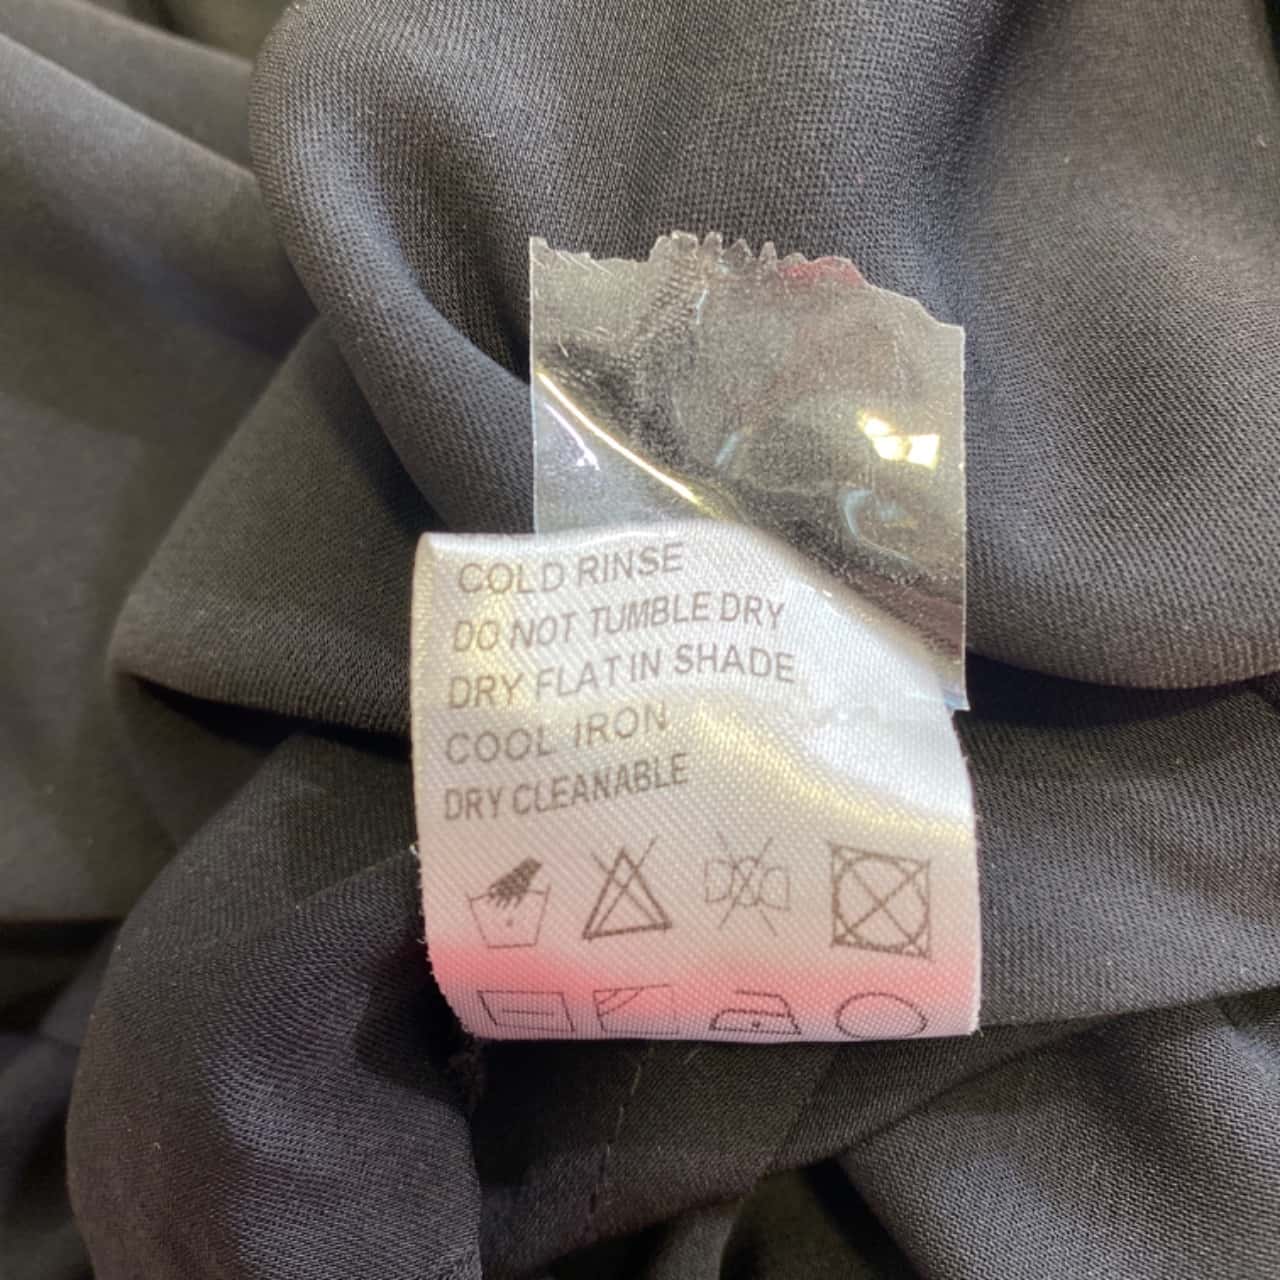 COLD RINSE
DO NOT TUMBLE DRY
DRY FLAT IN SHADE
COOL IRON
DRY CLEANABLE